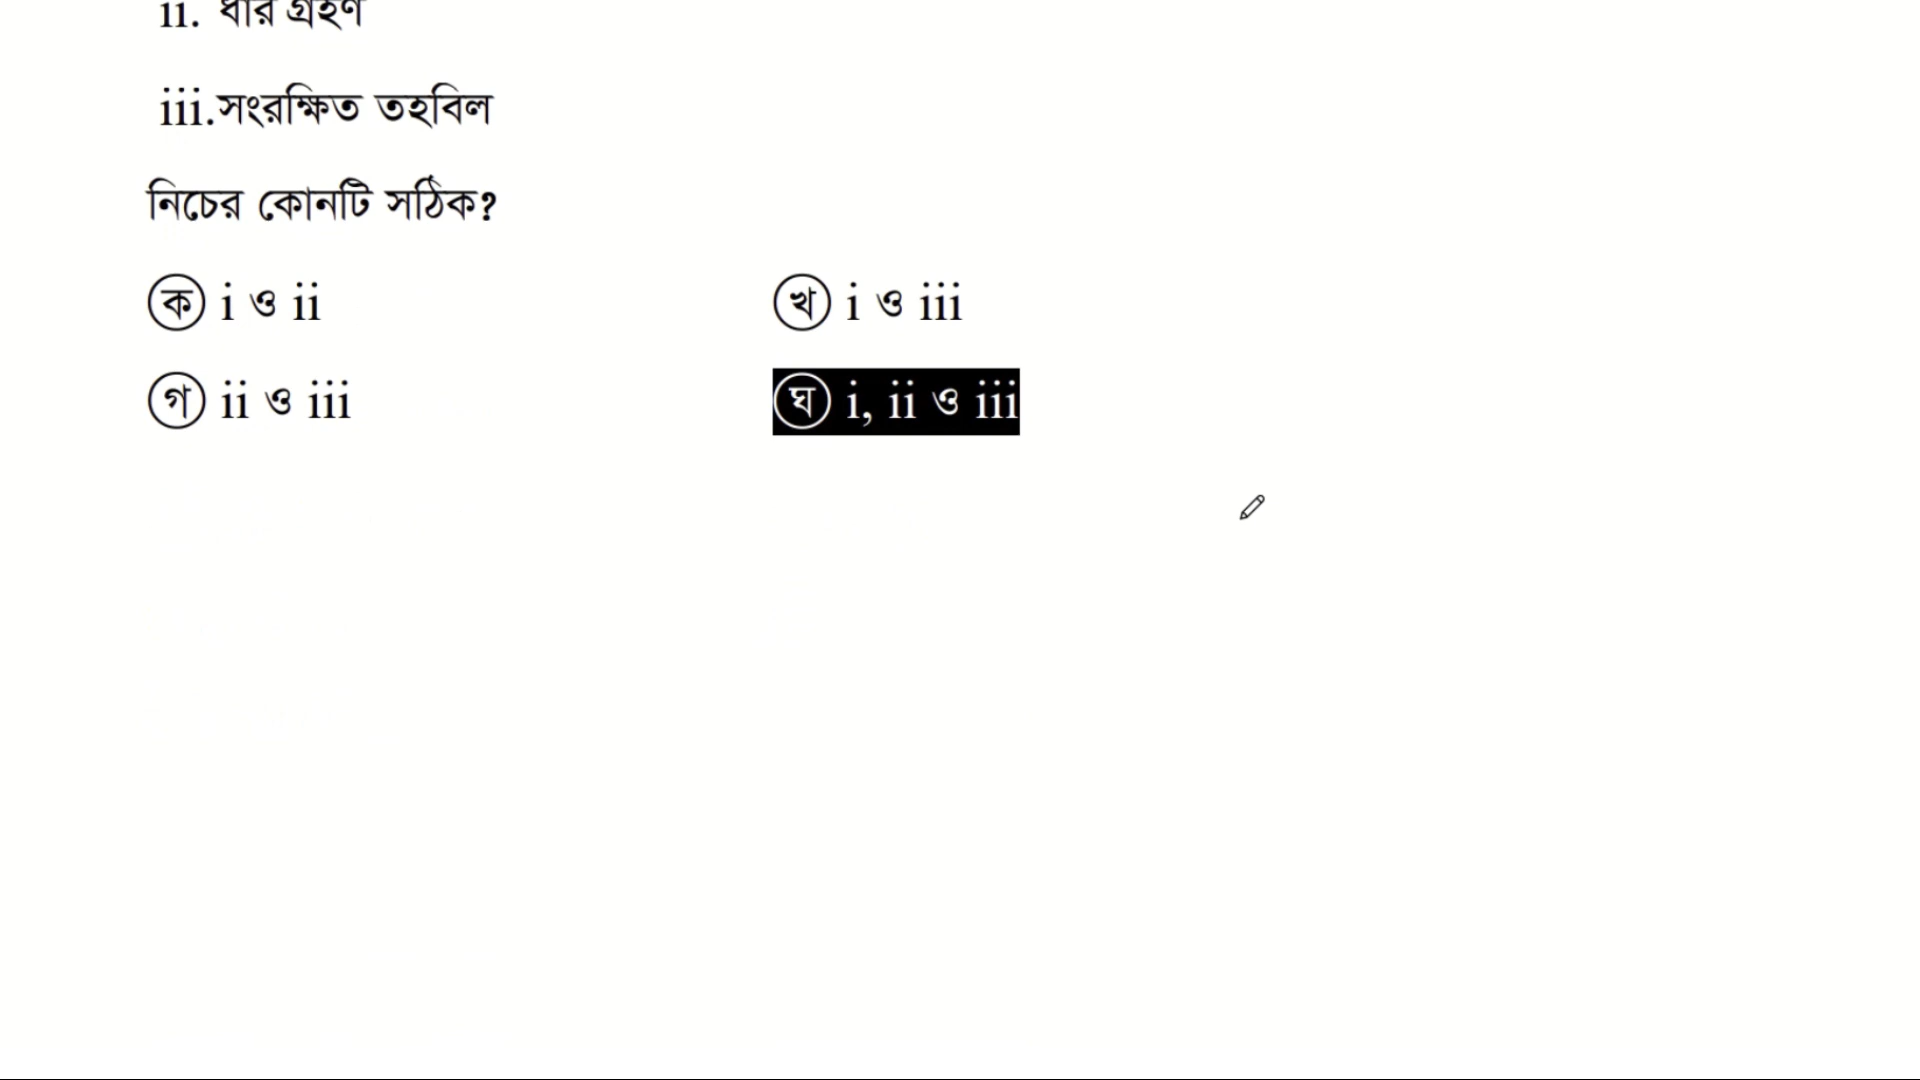 ii. ধার গ্রহণ
iii.সংরক্ষিত তহবিল
নিচের কোনটি সঠিক?
ক i ও ii খ i ও iii
গ ii ও iii ঘ i, ii ও iii